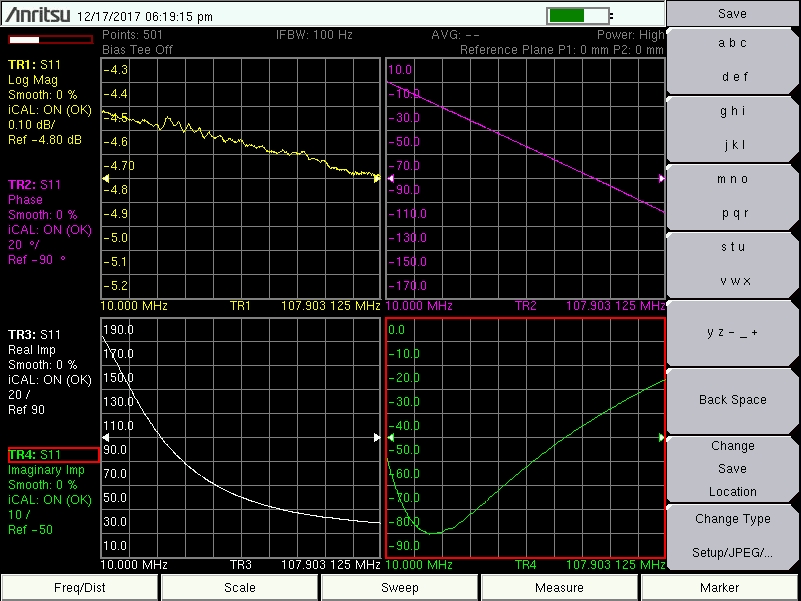 Anritsu 12/17/2017 06:19:15 pm
Save
Points: 501 IFBW: 100 Hz AVG: -- Power: High
Bias Tee Off Reference Plane P1: 0 mm P2: 0 mm
TR1: S11
Log Mag
Smooth: 0 %
iCAL: ON (OK)
0.10 dB/
Ref -4.80 dB
-4.3
-4.4
-4.5
-4.6
-4.70
-4.8
-4.9
-5.0
-5.1
-5.2
10.000 MHz TR1 107.903 125 MHz
TR2: S11
Phase
Smooth: 0 %
iCAL: ON (OK)
20 °/
Ref -90 °
10.0
-10.0
-30.0
-50.0
-70.0
-90.0
-110.0
-130.0
-150.0
-170.0
10.000 MHz TR2 107.903 125 MHz
TR3: S11
Real Imp
Smooth: 0 %
iCAL: ON (OK)
20 /
Ref 90
190.0
170.0
150.0
130.0
110.0
90.0
70.0
50.0
30.0
10.0
10.000 MHz TR3 107.903 125 MHz
TR4: S11
Imaginary Imp
Smooth: 0 %
iCAL: ON (OK)
10 /
Ref -50
0.0
-10.0
-20.0
-30.0
-40.0
-50.0
-60.0
-70.0
-80.0
-90.0
10.000 MHz TR4 107.903 125 MHz
a b c
d e f
g h i
j k l
m n o
p q r
s t u
v w x
y z - _ +
Back Space
Change
Save
Location
Change Type
Setup/JPEG/...
Freq/Dist Scale Sweep Measure Marker